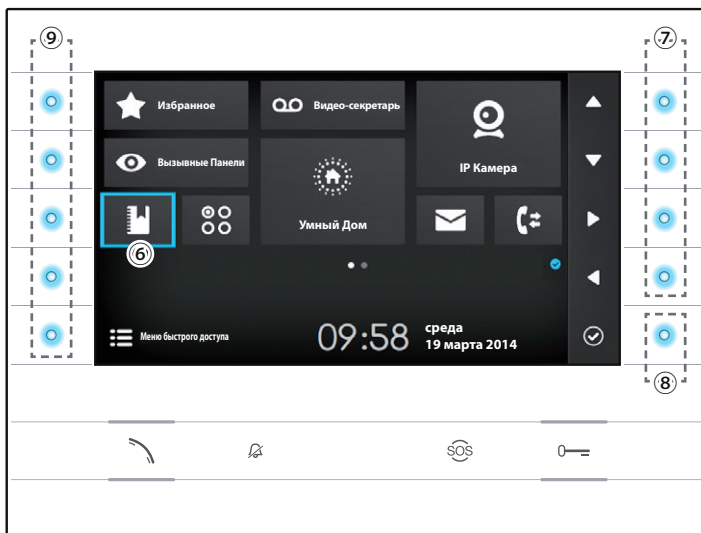 ⑨
⑦
Избранное
Видео-секретарь
Вызывные Панели
IP Камера
Умный Дом
⑥
Меню быстрого доступа
09:58
среда
19 марта 2014
⑧
SOS